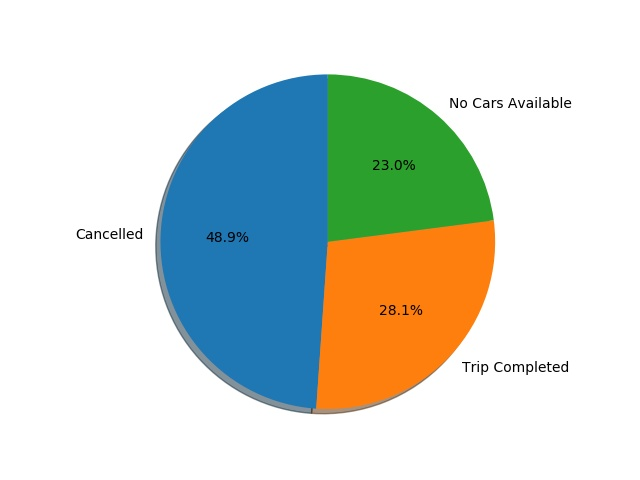 No Cars Available
23.0%
Cancelled
48.9%
28.1%
Trip Completed